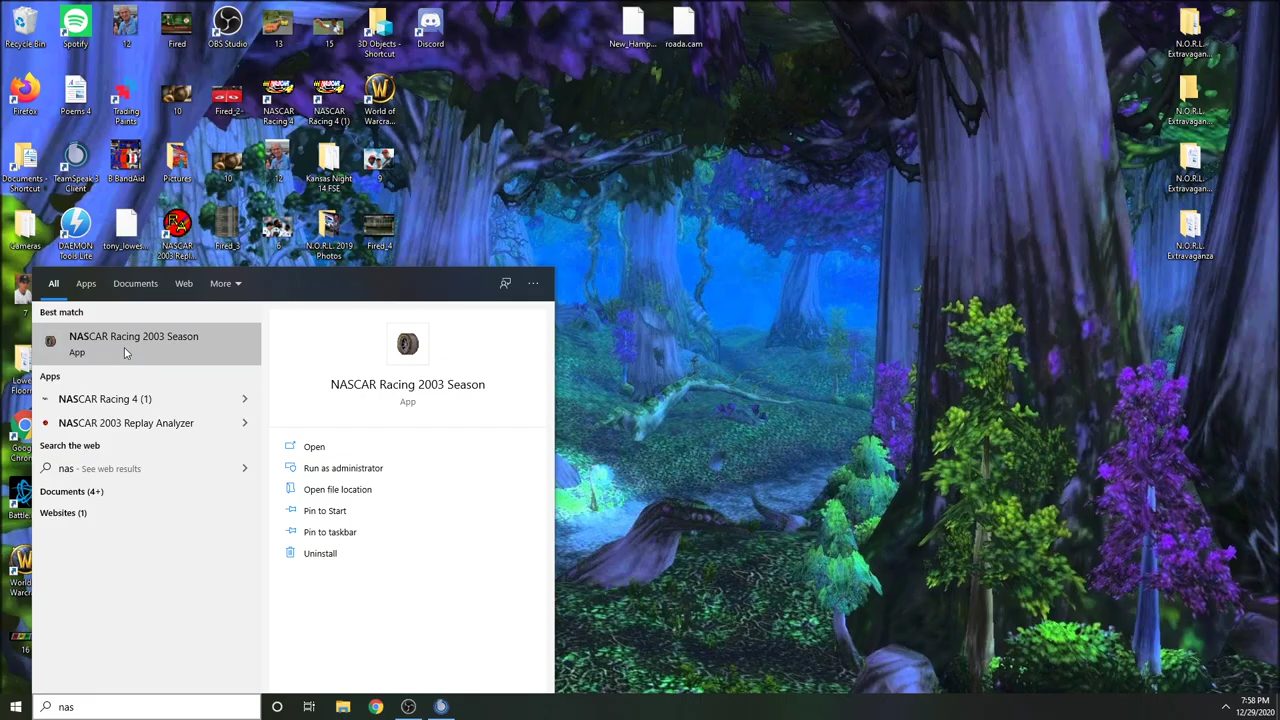 Recycle Bin
Spotify
12
Fired
OBS Studio
13
15
3D Objects - Shortcut
Discord
New_Hamp...
roada.cam
N.O.R.L. Extravagan...
Firefox
Poems 4
Trading Paints
10
Fired_2-
NASCAR Racing 4
NASCAR Racing 4 (1)
World of Warcra...
N.O.R.L. Extravaganz...
Documents - Shortcut
TeamSpeak 3 Client
B BandAid
Pictures
10
12
Kansas Night 14 FSE
9
N.O.R.L. Extravagan...
Cameras
DAEMON Tools Lite
tony_lowes...
NASCAR 2003 Repl...
Fired_3
6
N.O.R.L. 2019 Photos
Fired_4
N.O.R.L. Extravaganza
All
Apps
Documents
Web
More
Best match
NASCAR Racing 2003 Season
App
Apps
NASCAR Racing 4 (1)
NASCAR 2003 Replay Analyzer
Search the web
nas - See web results
Documents (4+)
Websites (1)
NASCAR Racing 2003 Season
App
Open
Run as administrator
Open file location
Pin to Start
Pin to taskbar
Uninstall
7
16
nas
7:58 PM
12/29/2020